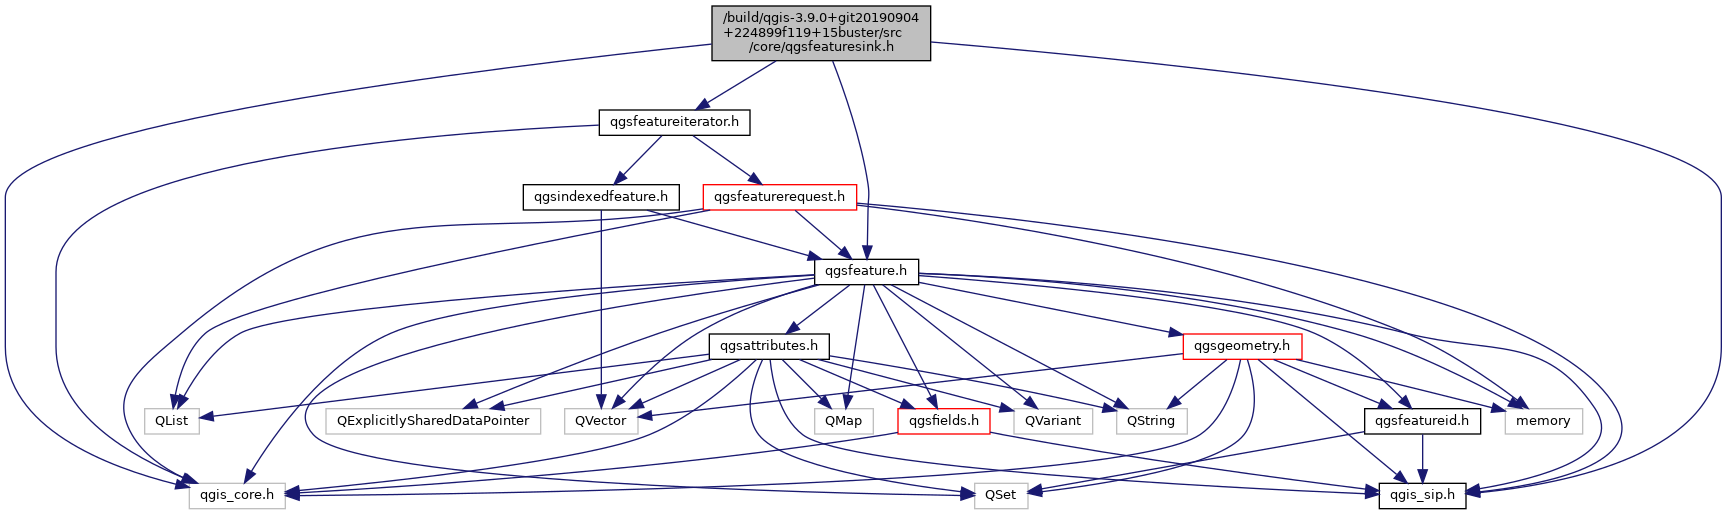 /build/qgis-3.9.0+git20190904
+224899f119+15buster/src
/core/qgsfeaturesink.h
qgsfeatureiterator.h
qgsindexedfeature.h
qgsfeaturerequest.h
qgsfeature.h
qgsattributes.h
qgsgeometry.h
QList
QExplicitlySharedDataPointer
QVector
QMap
qgsfields.h
QVariant
QString
qgsfeatureid.h
memory
qgis_core.h
QSet
qgis_sip.h